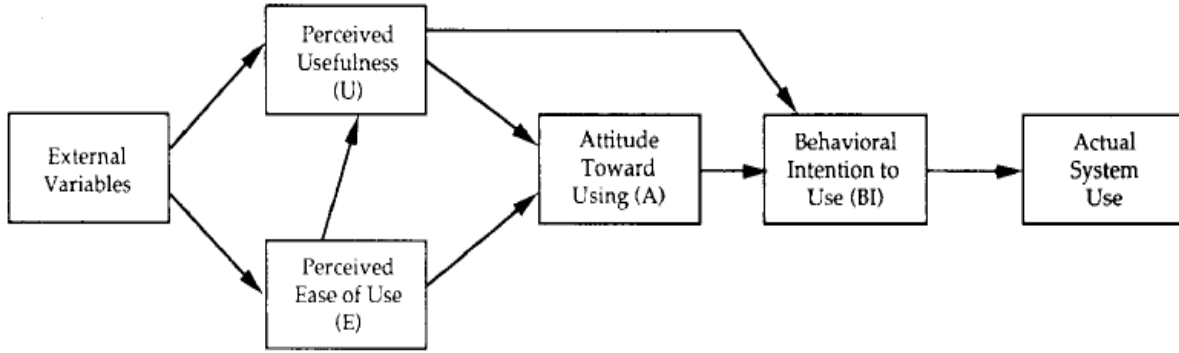 External
Variables
Perceived
Usefulness
(U)
Perceived
Ease of Use
(E)
Attitude
Toward
Using (A)
Behavioral
Intention to
Use (BI)
Actual
System
Use